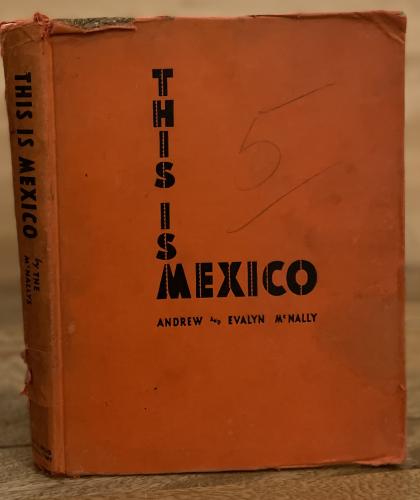 THIS IS MEXICO
by THE
McNALLYS
THIS IS
MEXICO
ANDREW and EVALYN McNALLY
5